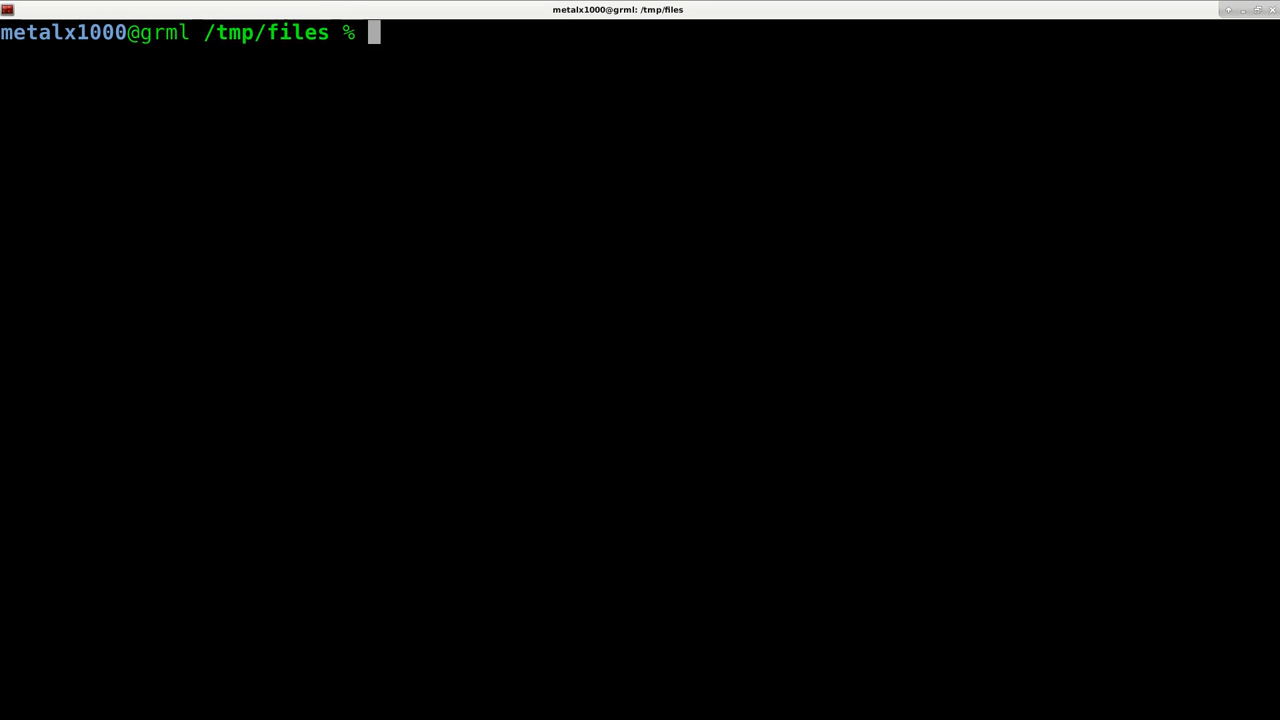 metalx1000@grml: /tmp/files
metalx1000@grml /tmp/files %